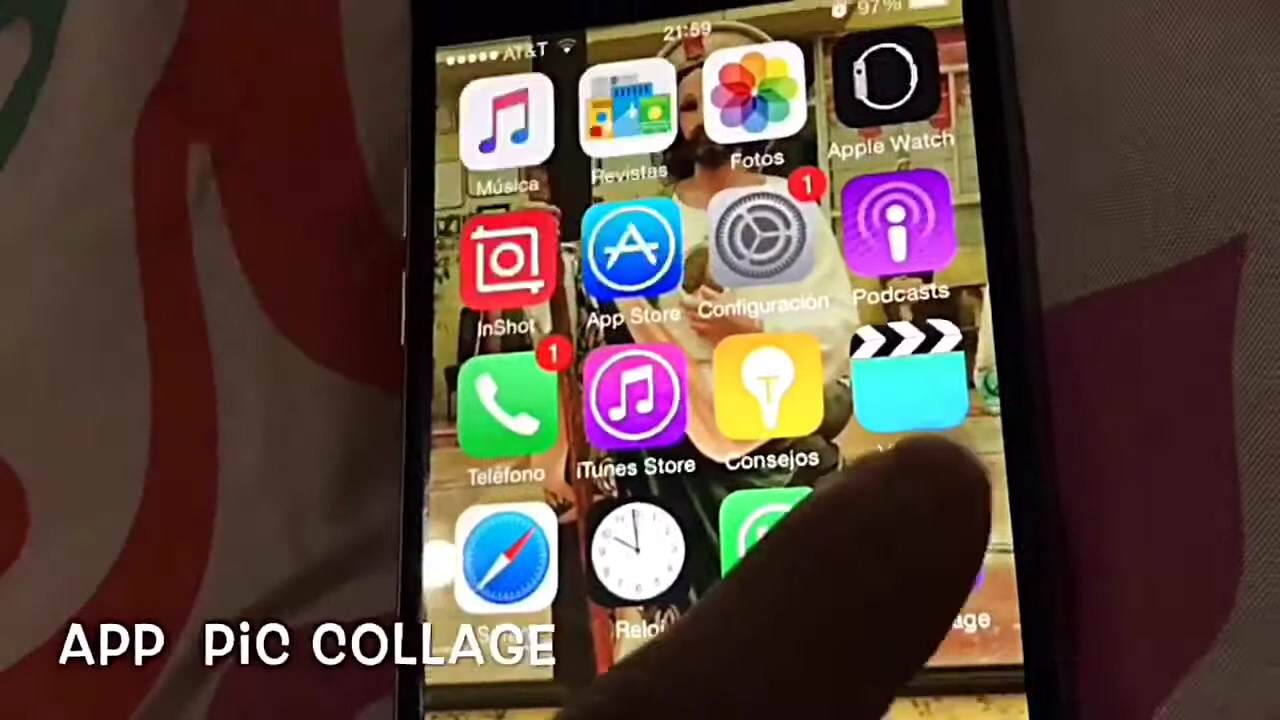 AT&T 21:59 97%
Música Revistas Fotos Apple Watch
1
InShot App Store Configuración Podcasts
1
Teléfono iTunes Store Consejos
Reloj
APP PiC COLLAGE